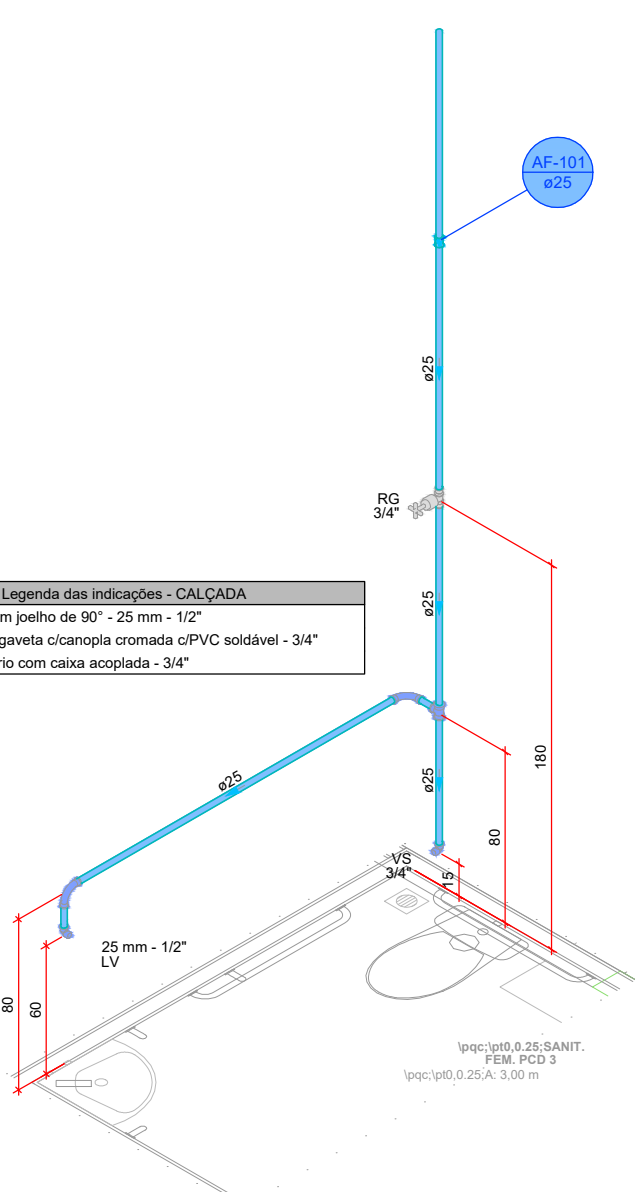 AF-101
ø25
ø25
RG
3/4"
ø25
Legenda das indicações - CALÇADA
m joelho de 90° - 25 mm - 1/2"
gaveta c/canopla cromada c/PVC soldável - 3/4"
rio com caixa acoplada - 3/4"
180
ø25
ø25
80
VS
3/4"
15
25 mm - 1/2"
LV
80
60
\pqc;\pt0,0.25;SANIT.
FEM. PCD 3
\pqc;\pt0,0.25;A: 3,00 m